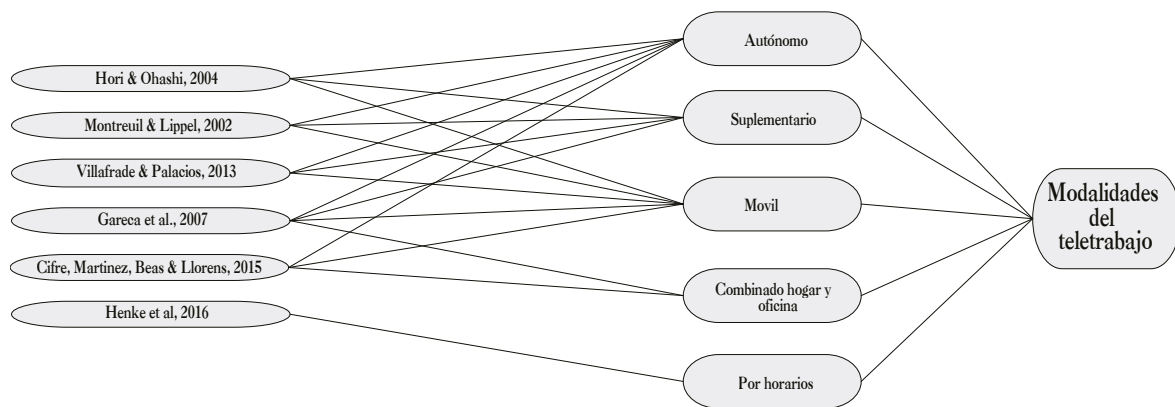 Hori & Ohashi, 2004
Montreuil & Lippel, 2002
Villafrade & Palacios, 2013
Gareca et al., 2007
Cifre, Martinez, Beas & Llorens, 2015
Henke et al, 2016
Autónomo
Suplementario
Movil
Combinado hogar y
oficina
Por horarios
Modalidades
del
teletrabajo